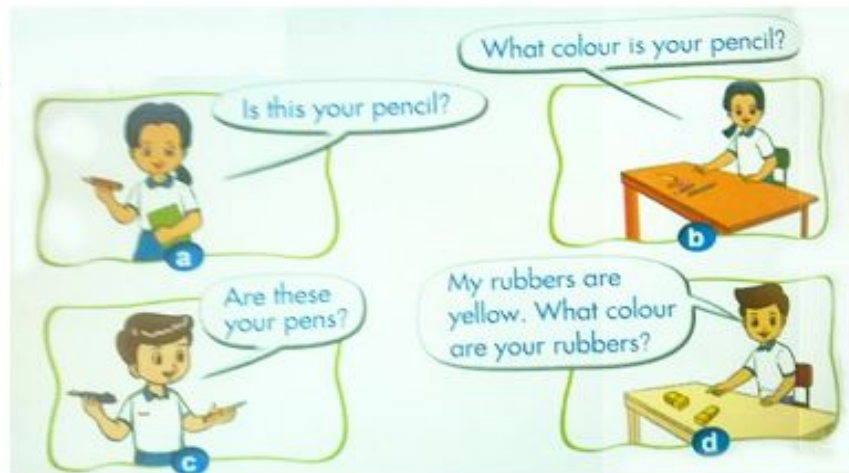 What colour is your pencil?
Is this your pencil?
a
b
My rubbers are
yellow. What colour
are your rubbers?
Are these
your pens?
c
d